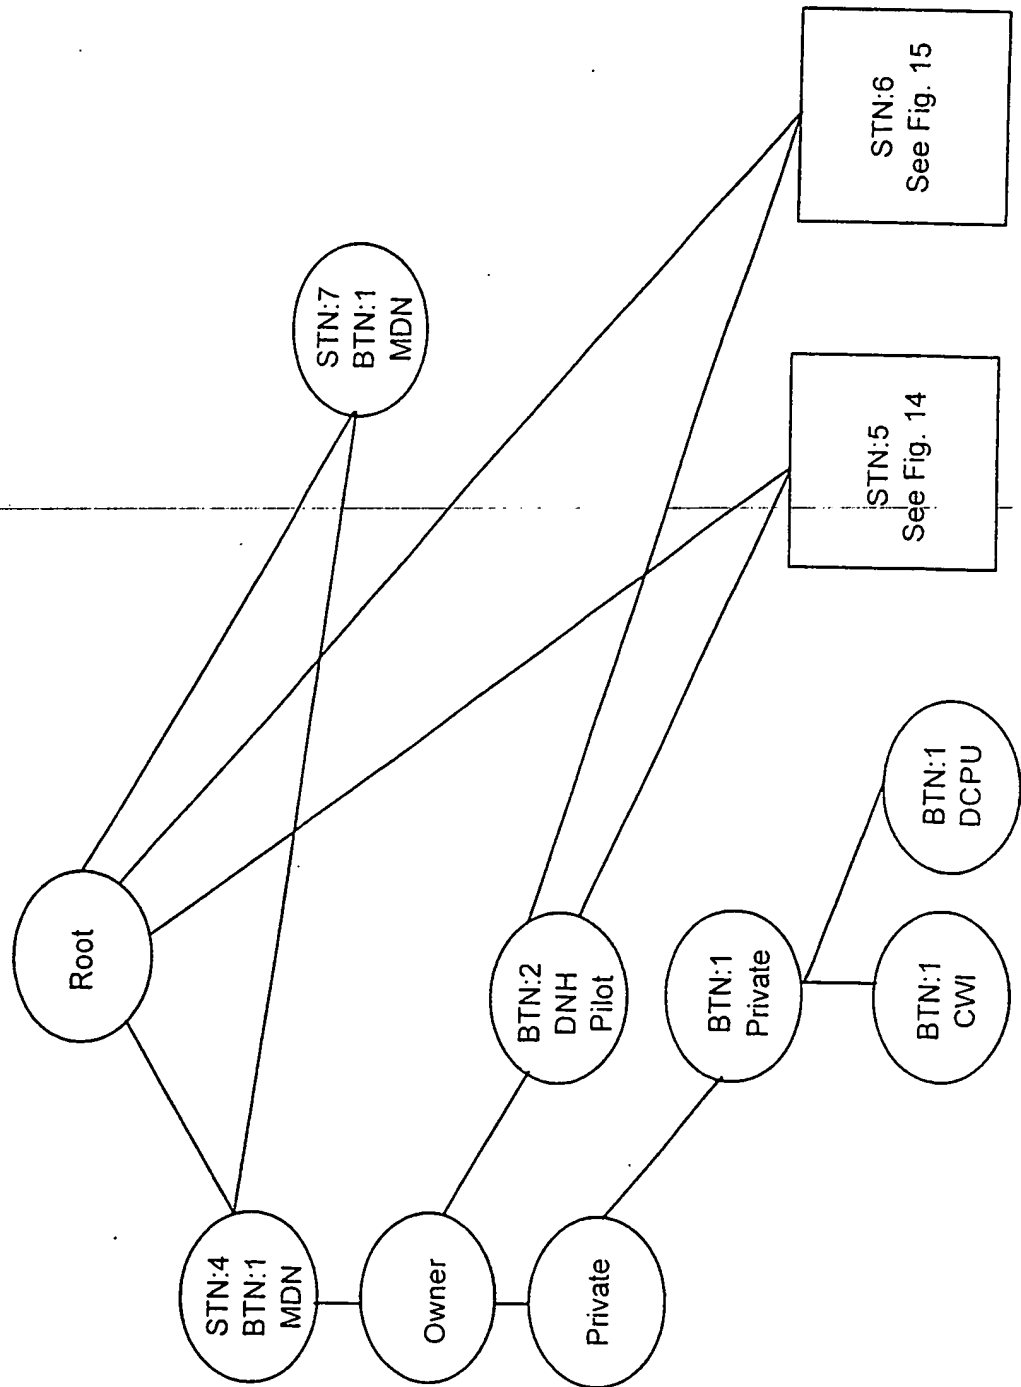 Root
STN:4
BTN:1
MDN
STN:7
BTN:1
MDN
Owner
BTN:2
DNH
Pilot
Private
BTN:1
Private
BTN:1
CWI
BTN:1
DCPU
STN:5
See Fig. 14
STN:6
See Fig. 15